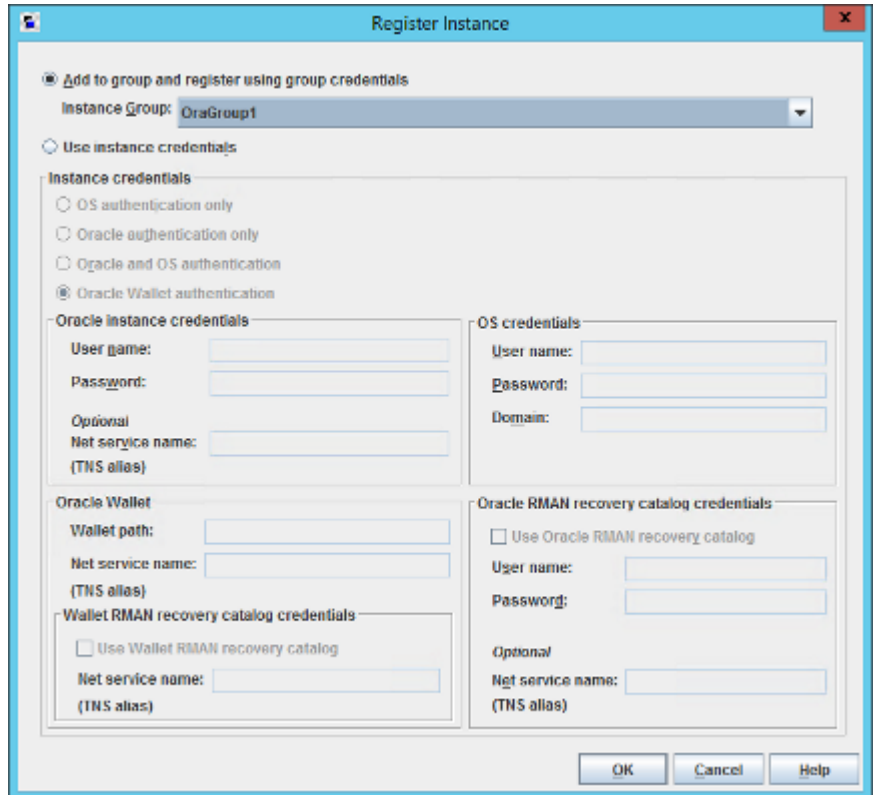 Register Instance
x
Add to group and register using group credentials
Instance Group: OraGroup1
Use instance credentials
Instance credentials
OS authentication only
Oracle authentication only
Oracle and OS authentication
Oracle Wallet authentication
Oracle instance credentials
User name:
Password:
Optional
Net service name:
(TNS alias)
OS credentials
User name:
Password:
Domain:
Oracle Wallet
Wallet path:
Net service name:
(TNS alias)
Wallet RMAN recovery catalog credentials
Use Wallet RMAN recovery catalog
Net service name:
(TNS alias)
Oracle RMAN recovery catalog credentials
Use Oracle RMAN recovery catalog
User name:
Password:
Optional
Net service name:
(TNS alias)
OK Cancel Help